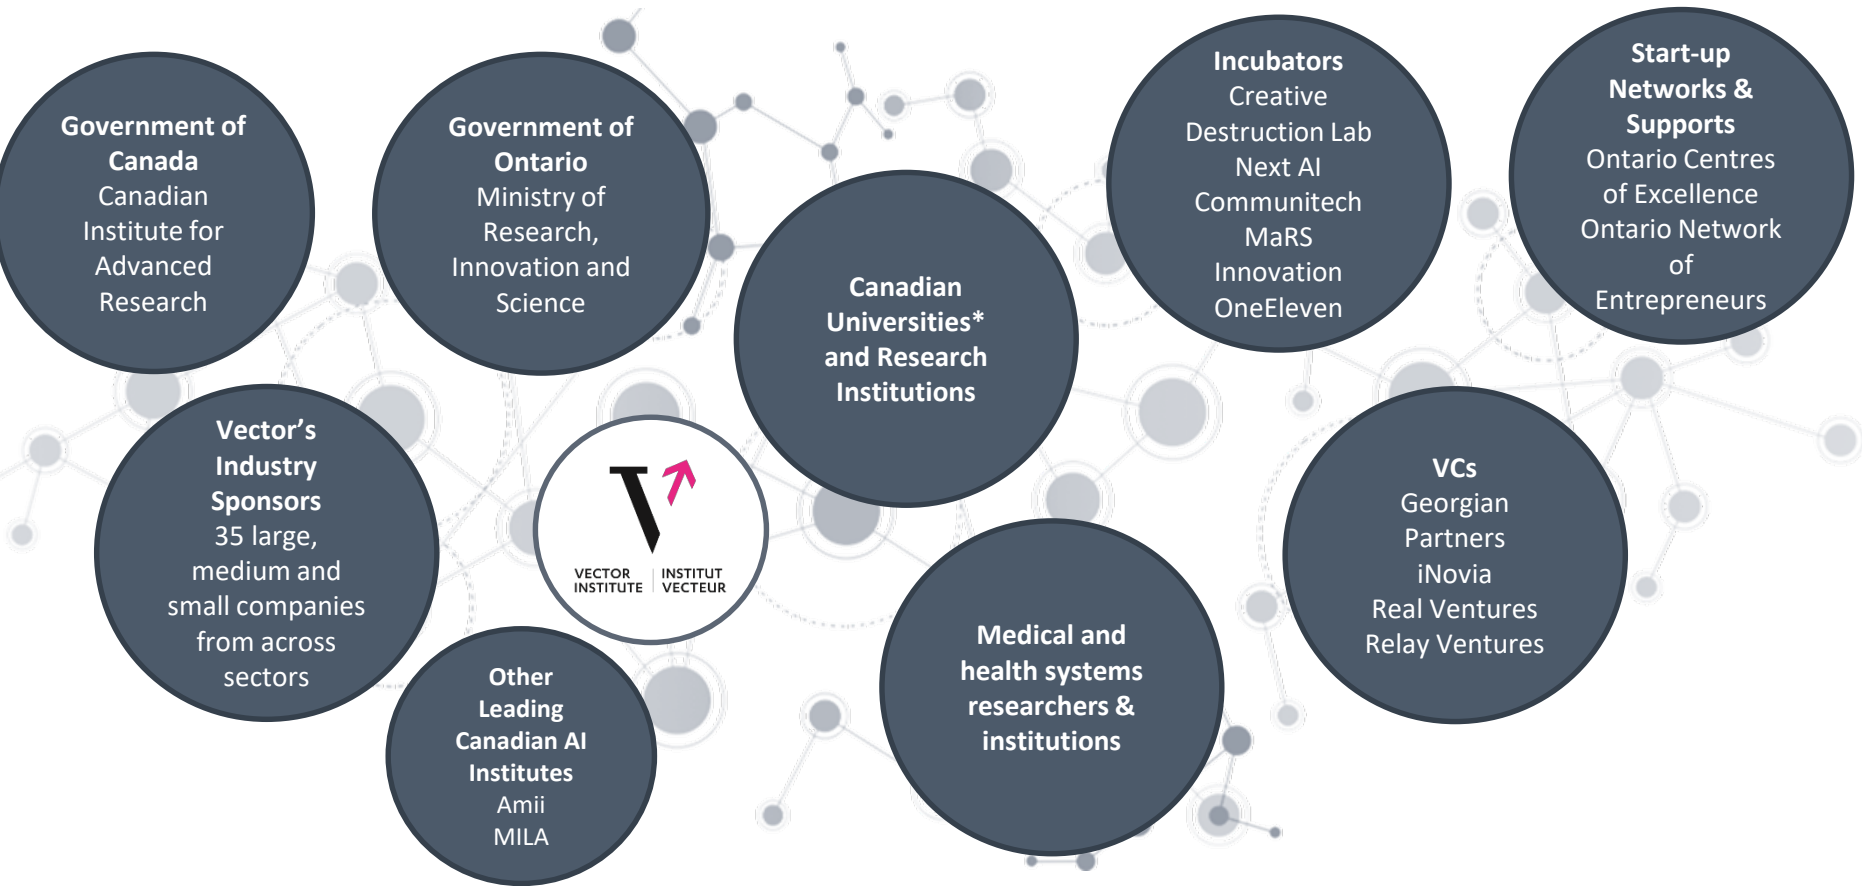 Government of
Canada
Canadian
Institute for
Advanced
Research
Government of
Ontario
Ministry of
Research,
Innovation and
Science
Canadian
Universities*
and Research
Institutions
Incubators
Creative
Destruction Lab
Next AI
Communitech
MaRS
Innovation
OneEleven
Start-up
Networks &
Supports
Ontario Centres
of Excellence
Ontario Network
of
Entrepreneurs
Vector’s
Industry
Sponsors
35 large,
medium and
small companies
from across
sectors
VECTOR
INSTITUTE
INSTITUT
VECTEUR
Other
Leading
Canadian AI
Institutes
Amii
MILA
Medical and
health systems
researchers &
institutions
VCs
Georgian
Partners
iNovia
Real Ventures
Relay Ventures